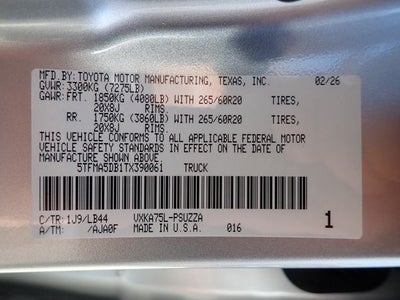 MFD.BY: TOYOTA MOTOR MANUFACTURING, TEXAS, INC. 02/26
GVWR: 3300KG (7275LB)
GAWR: FRT. 1850KG (4080LB) WITH 265/60R20 TIRES,
20X8J RIMS
RR. 1750KG (3860LB) WITH 265/60R20 TIRES,
20X8J RIMS
THIS VEHICLE CONFORMS TO ALL APPLICABLE FEDERAL MOTOR
VEHICLE SAFETY STANDARDS IN EFFECT ON THE DATE OF
MANUFACTURE SHOWN ABOVE.
5TFMA5DB1TX390061 TRUCK
C/TR: 1J9/LB44 VXKA75L-PSUZZA 1
A/TM: /AJA0F MADE IN U.S.A. 016